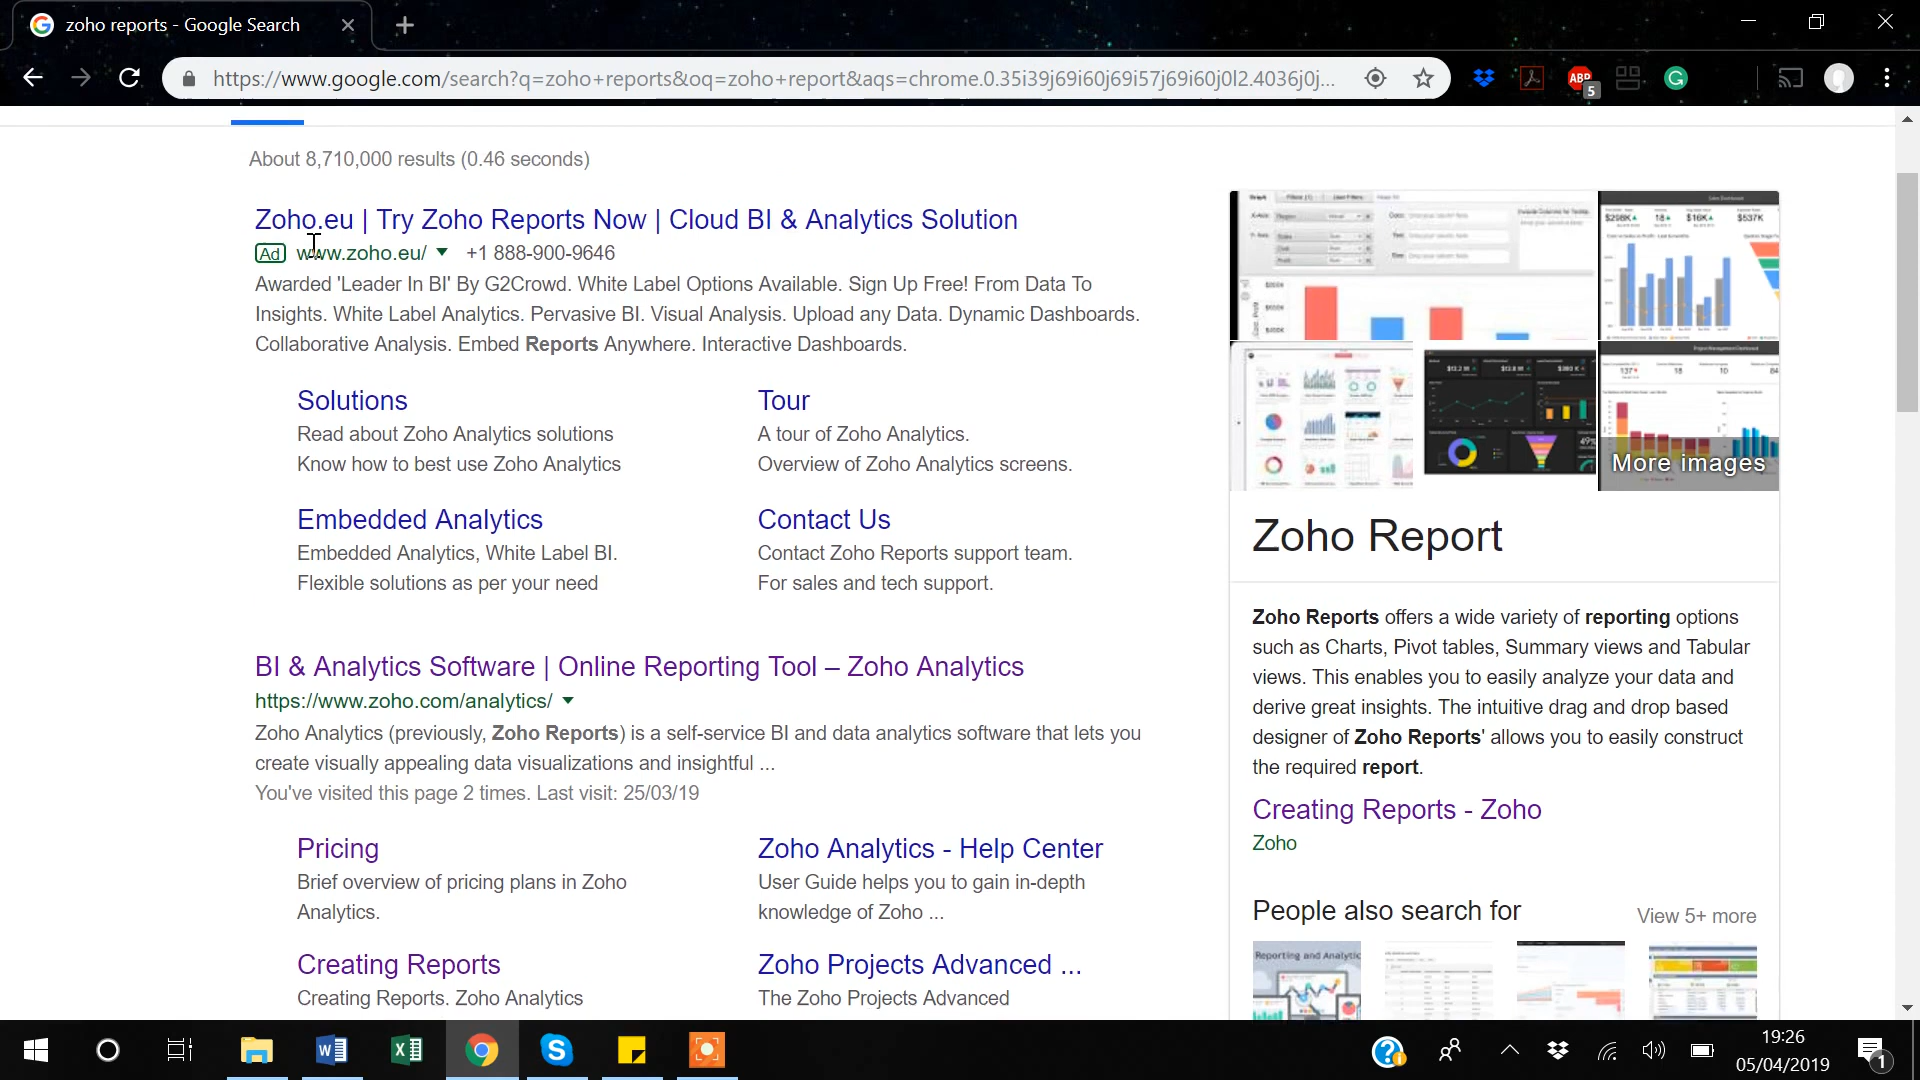 zoho reports - Google Search
https://www.google.com/search?q=zoho+reports&oq=zoho+report&aqs=chrome.0.35i39j69i60j69i57j69i60j0l2.4036j0j...
ABP
5
About 8,710,000 results (0.46 seconds)
Zoho.eu | Try Zoho Reports Now | Cloud BI & Analytics Solution
Ad www.zoho.eu/ +1 888-900-9646
Awarded 'Leader In BI' By G2Crowd. White Label Options Available. Sign Up Free! From Data To
Insights. White Label Analytics. Pervasive BI. Visual Analysis. Upload any Data. Dynamic Dashboards.
Collaborative Analysis. Embed Reports Anywhere. Interactive Dashboards.
Solutions
Read about Zoho Analytics solutions
Know how to best use Zoho Analytics
Tour
A tour of Zoho Analytics.
Overview of Zoho Analytics screens.
Embedded Analytics
Embedded Analytics, White Label BI.
Flexible solutions as per your need
Contact Us
Contact Zoho Reports support team.
For sales and tech support.
BI & Analytics Software | Online Reporting Tool – Zoho Analytics
https://www.zoho.com/analytics/
Zoho Analytics (previously, Zoho Reports) is a self-service BI and data analytics software that lets you
create visually appealing data visualizations and insightful ...
You've visited this page 2 times. Last visit: 25/03/19
Pricing
Brief overview of pricing plans in Zoho
Analytics.
Zoho Analytics - Help Center
User Guide helps you to gain in-depth
knowledge of Zoho ...
Creating Reports
Creating Reports. Zoho Analytics
Zoho Projects Advanced ...
The Zoho Projects Advanced
$298K
18
$16K
$537K
More images
Zoho Report
Zoho Reports offers a wide variety of reporting options
such as Charts, Pivot tables, Summary views and Tabular
views. This enables you to easily analyze your data and
derive great insights. The intuitive drag and drop based
designer of Zoho Reports' allows you to easily construct
the required report.
Creating Reports - Zoho
Zoho
People also search for
View 5+ more
Reporting and Analytic
19:26
05/04/2019
1